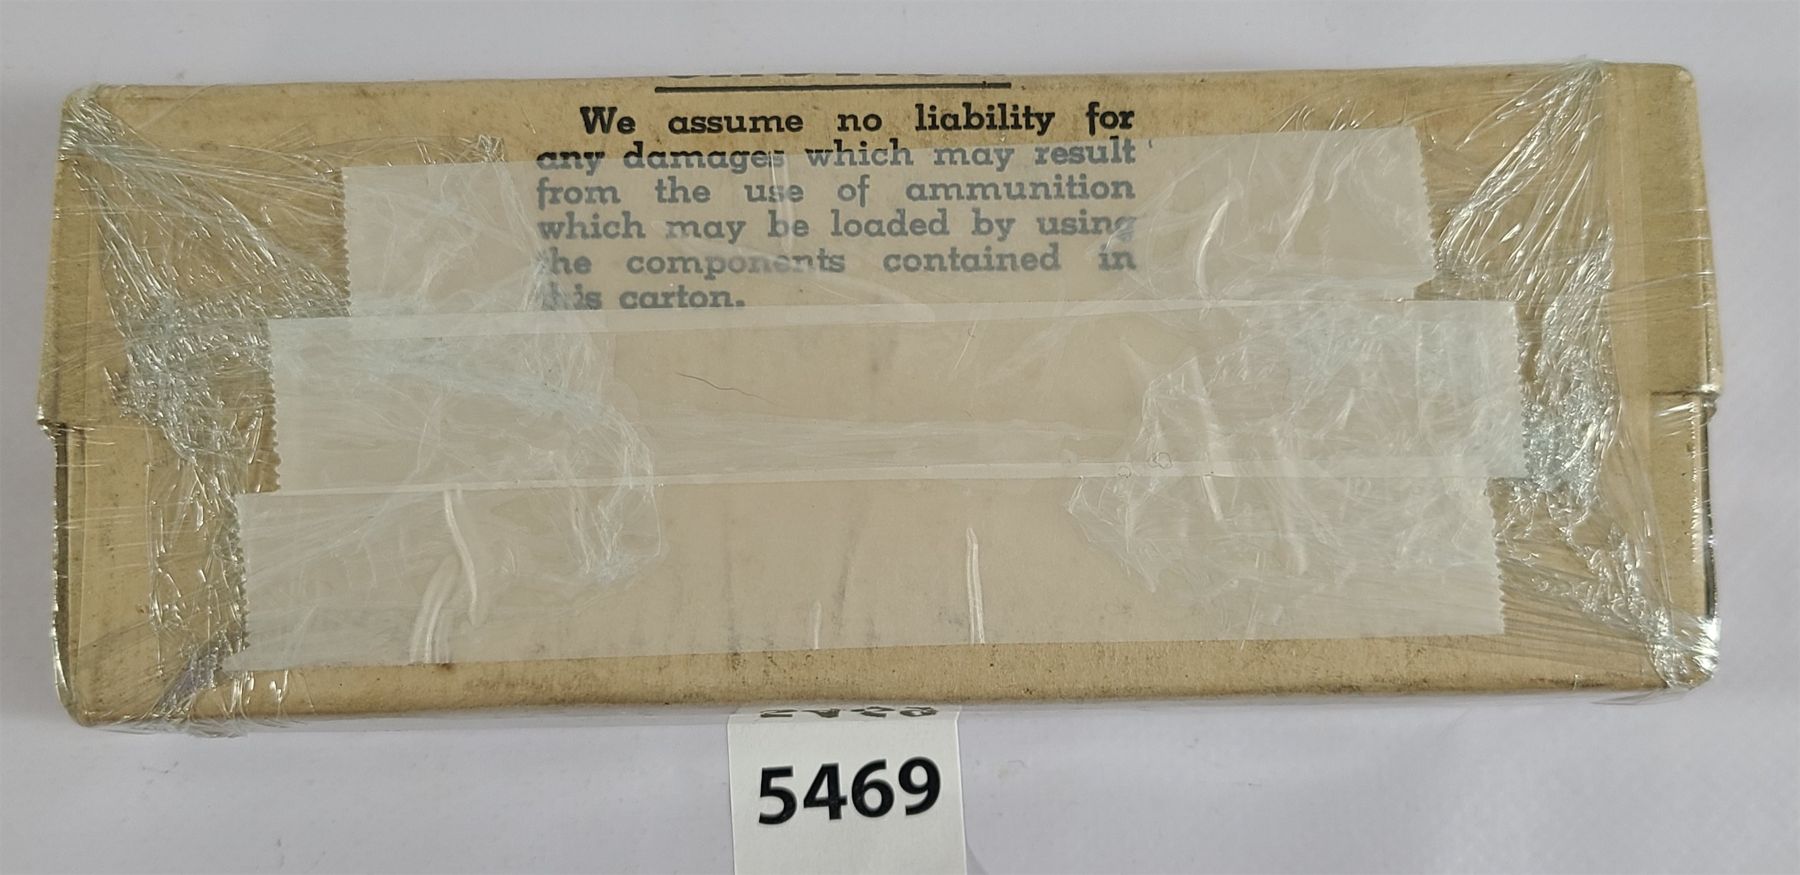 We assume no liability for
any damages which may result
from the use of ammunition
which may be loaded by using
the components contained in
this carton.
5469